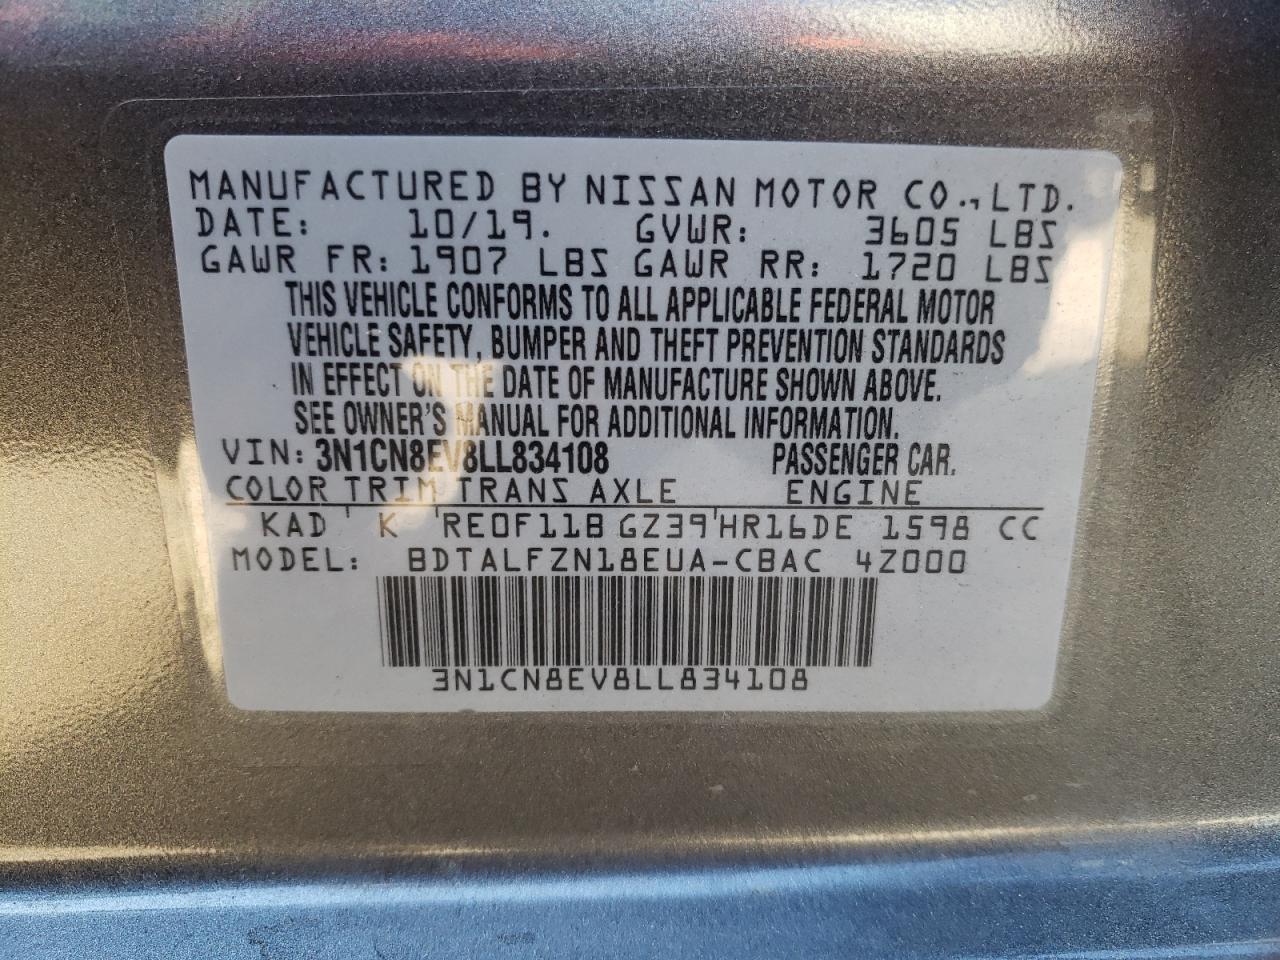 MANUFACTURED BY NISSAN MOTOR CO., LTD.
DATE: 10/19. GVWR: 3605 LBS
GAWR FR: 1907 LBS GAWR RR: 1720 LBS
THIS VEHICLE CONFORMS TO ALL APPLICABLE FEDERAL MOTOR
VEHICLE SAFETY, BUMPER AND THEFT PREVENTION STANDARDS
IN EFFECT ON THE DATE OF MANUFACTURE SHOWN ABOVE.
SEE OWNER'S MANUAL FOR ADDITIONAL INFORMATION.
VIN: 3N1CN8EV8LL834108 PASSENGER CAR.
COLOR TRIM TRANS AXLE ENGINE
KAD K RE0F11B GZ39 HR16DE 1598 CC
MODEL: BDTALFZN18EUA-CBAC 4Z000
3N1CN8EV8LL834108